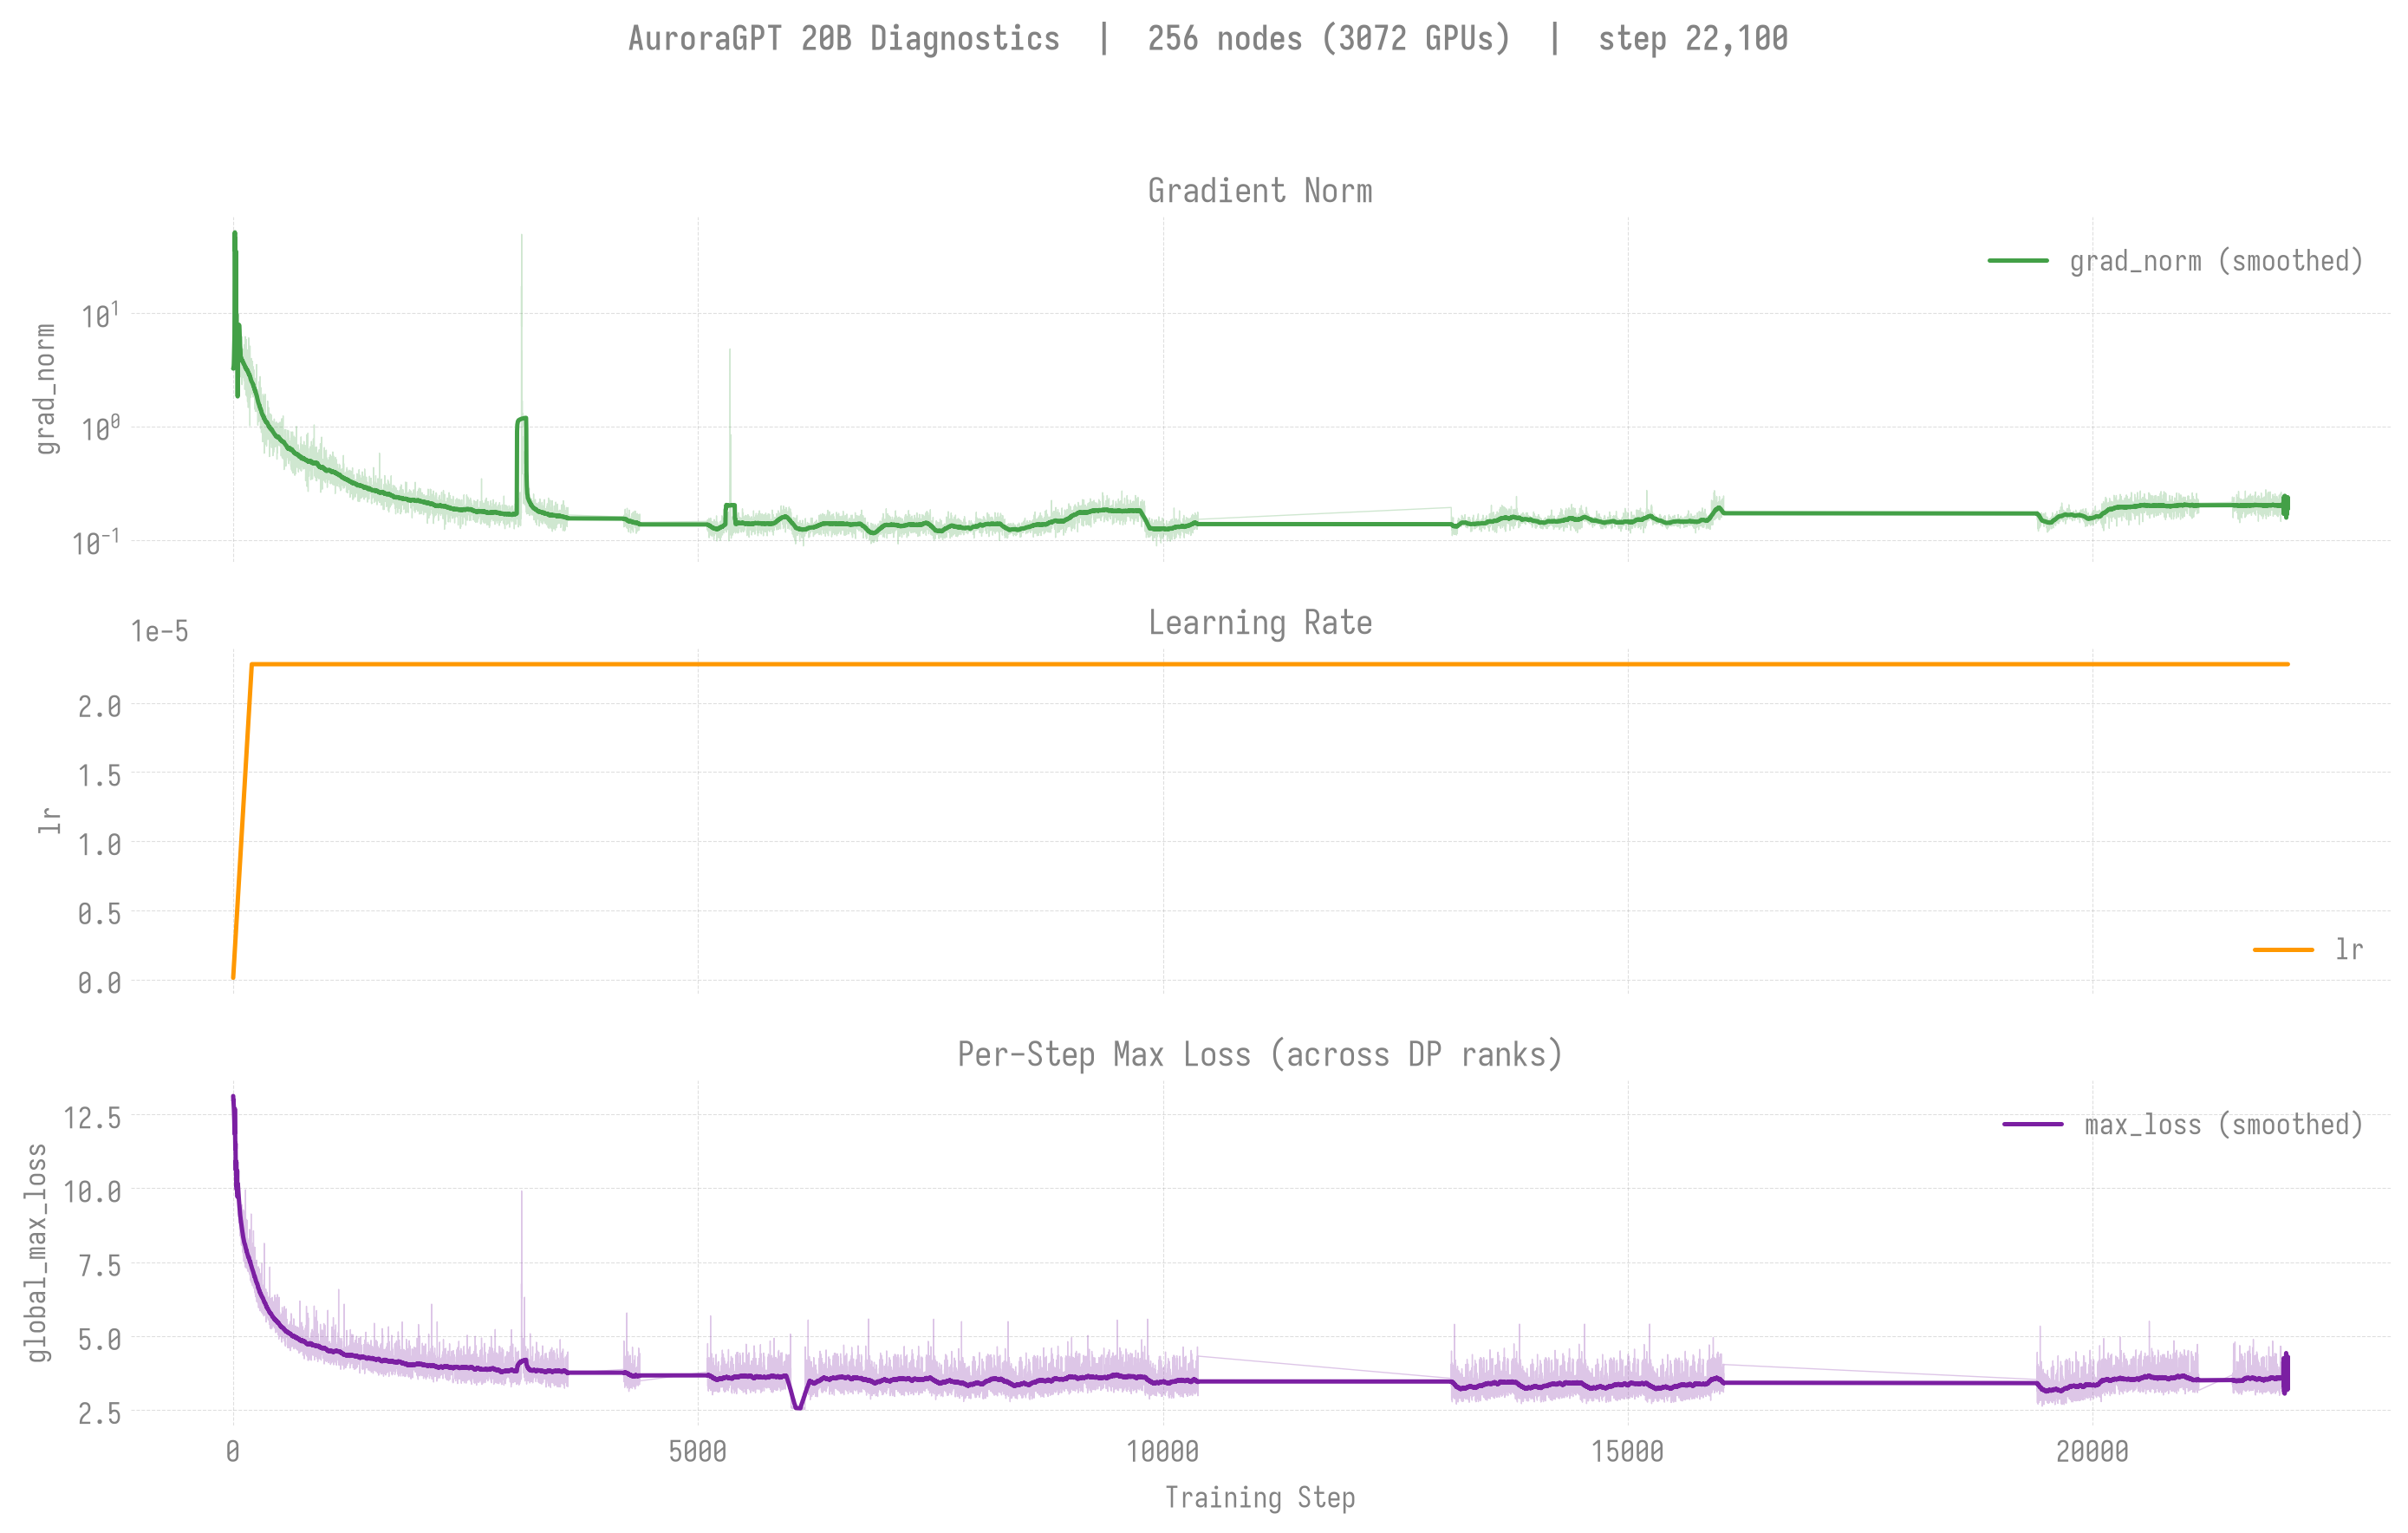 AuroraGPT 20B Diagnostics | 256 nodes (3072 GPUs) | step 22,100
Gradient Norm
grad_norm (smoothed)
10¹
10⁰
10⁻¹
grad_norm
Learning Rate
1e-5
2.0
1.5
1.0
0.5
0.0
lr
lr
Per-Step Max Loss (across DP ranks)
max_loss (smoothed)
12.5
10.0
7.5
5.0
2.5
global_max_loss
0 5000 10000 15000 20000
Training Step